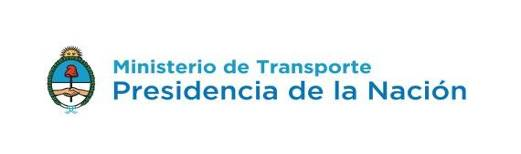 Ministerio de Transporte
Presidencia de la Nación